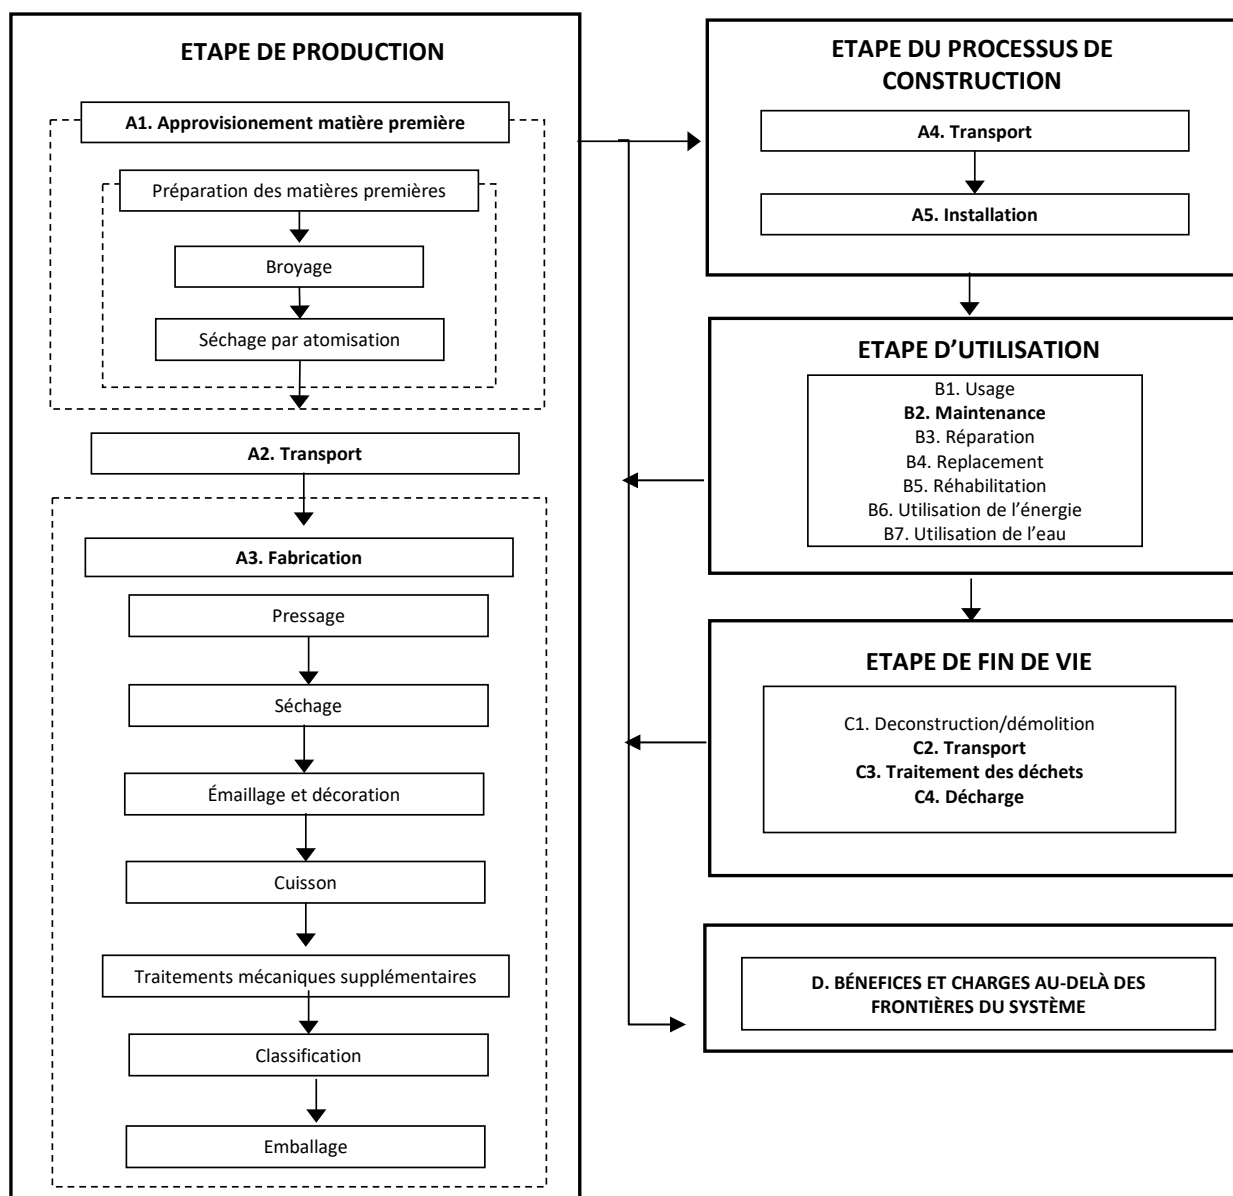 ETAPE DE PRODUCTION
A1. Approvisionement matière première
Préparation des matières premières
Broyage
Séchage par atomisation
A2. Transport
A3. Fabrication
Pressage
Séchage
Émaillage et décoration
Cuisson
Traitements mécaniques supplémentaires
Classification
Emballage
ETAPE DU PROCESSUS DE
CONSTRUCTION
A4. Transport
A5. Installation
ETAPE D’UTILISATION
B1. Usage
B2. Maintenance
B3. Réparation
B4. Replacement
B5. Réhabilitation
B6. Utilisation de l’énergie
B7. Utilisation de l’eau
ETAPE DE FIN DE VIE
C1. Deconstruction/démolition
C2. Transport
C3. Traitement des déchets
C4. Décharge
D. BÉNEFICES ET CHARGES AU-DELÀ DES
FRONTIÈRES DU SYSTÈME